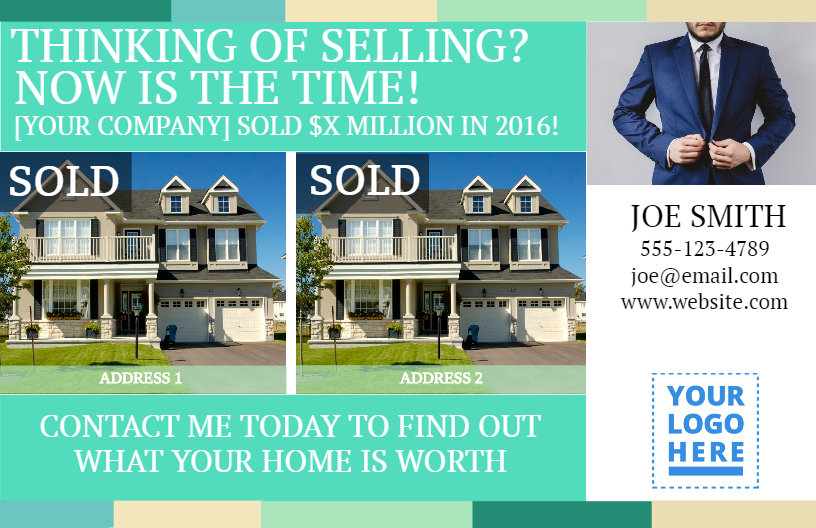 THINKING OF SELLING?
NOW IS THE TIME!
[YOUR COMPANY] SOLD $X MILLION IN 2016!
SOLD
SOLD
ADDRESS 1
ADDRESS 2
CONTACT ME TODAY TO FIND OUT
WHAT YOUR HOME IS WORTH
JOE SMITH
555-123-4789
joe@email.com
www.website.com
YOUR
LOGO
HERE